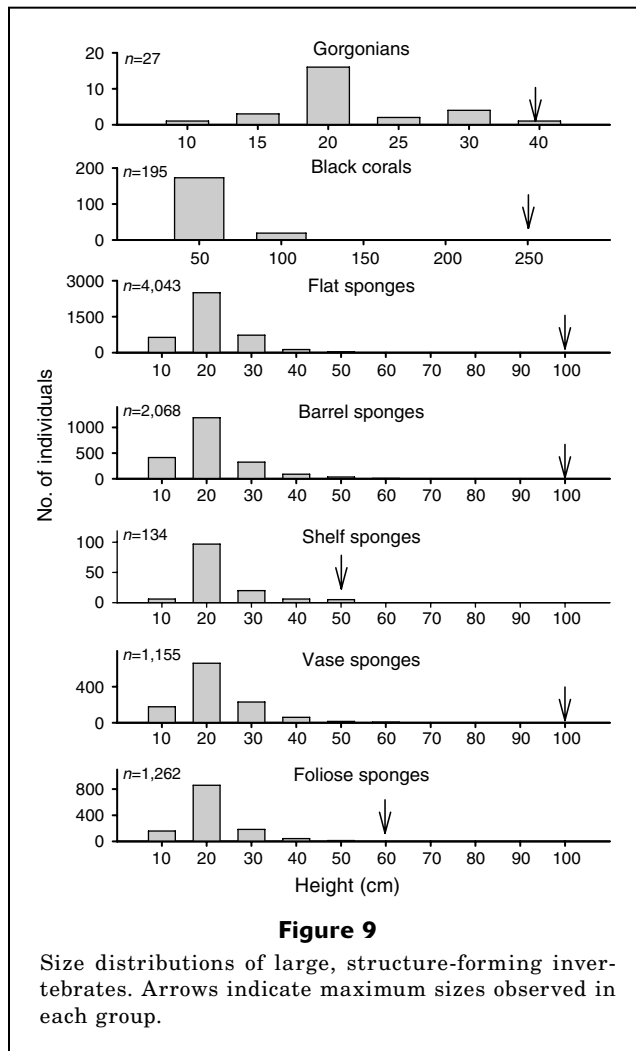 Gorgonians
n=27
20
10
0
10 15 20 25 30 40
Black corals
n=195
200
100
0
50 100 150 200 250
Flat sponges
n=4,043
3000
1500
0
10 20 30 40 50 60 70 80 90 100
Barrel sponges
n=2,068
1000
500
0
10 20 30 40 50 60 70 80 90 100
Shelf sponges
n=134
100
50
0
10 20 30 40 50 60 70 80 90 100
Vase sponges
n=1,155
400
0
10 20 30 40 50 60 70 80 90 100
Foliose sponges
n=1,262
800
400
0
10 20 30 40 50 60 70 80 90 100
No. of individuals
Height (cm)
Figure 9
Size distributions of large, structure-forming inver-
tebrates. Arrows indicate maximum sizes observed in
each group.